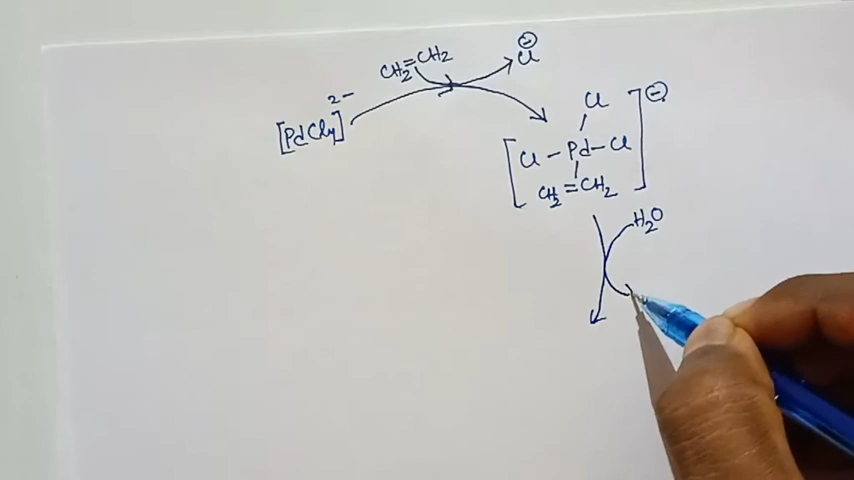 CH2=CH2
Cl⊖
[PdCl4]2−
Cl
⊖
[Cl–Pd–Cl]
CH2=CH2
H2O